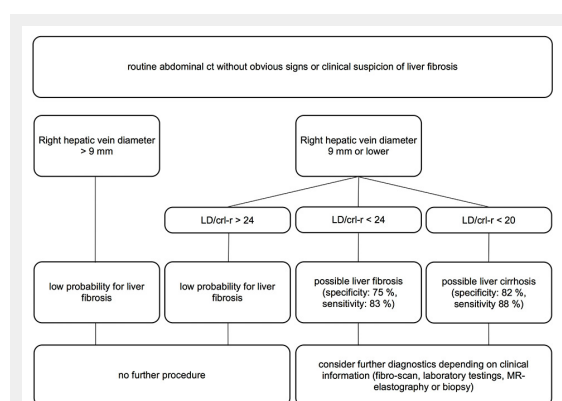 routine abdominal ct without obvious signs or clinical suspicion of liver fibrosis
Right hepatic vein diameter
> 9 mm
Right hepatic vein diameter
9 mm or lower
LD/crl-r > 24
LD/crl-r < 24
LD/crl-r < 20
low probability for liver
fibrosis
low probability for liver
fibrosis
possible liver fibrosis
(specificity: 75 %,
sensitivity: 83 %)
possible liver cirrhosis
(specificity: 82 %,
sensitivity 88 %)
no further procedure
consider further diagnostics depending on clinical
information (fibro-scan, laboratory testings, MR-
elastography or biopsy)